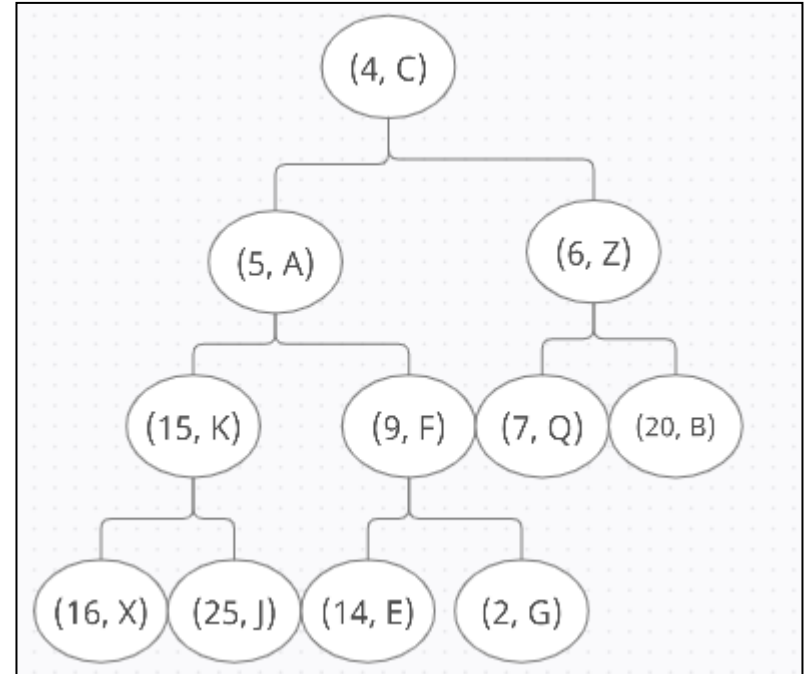 (4, C)
(5, A)
(6, Z)
(15, K)
(9, F)
(7, Q)
(20, B)
(16, X)
(25, J)
(14, E)
(2, G)